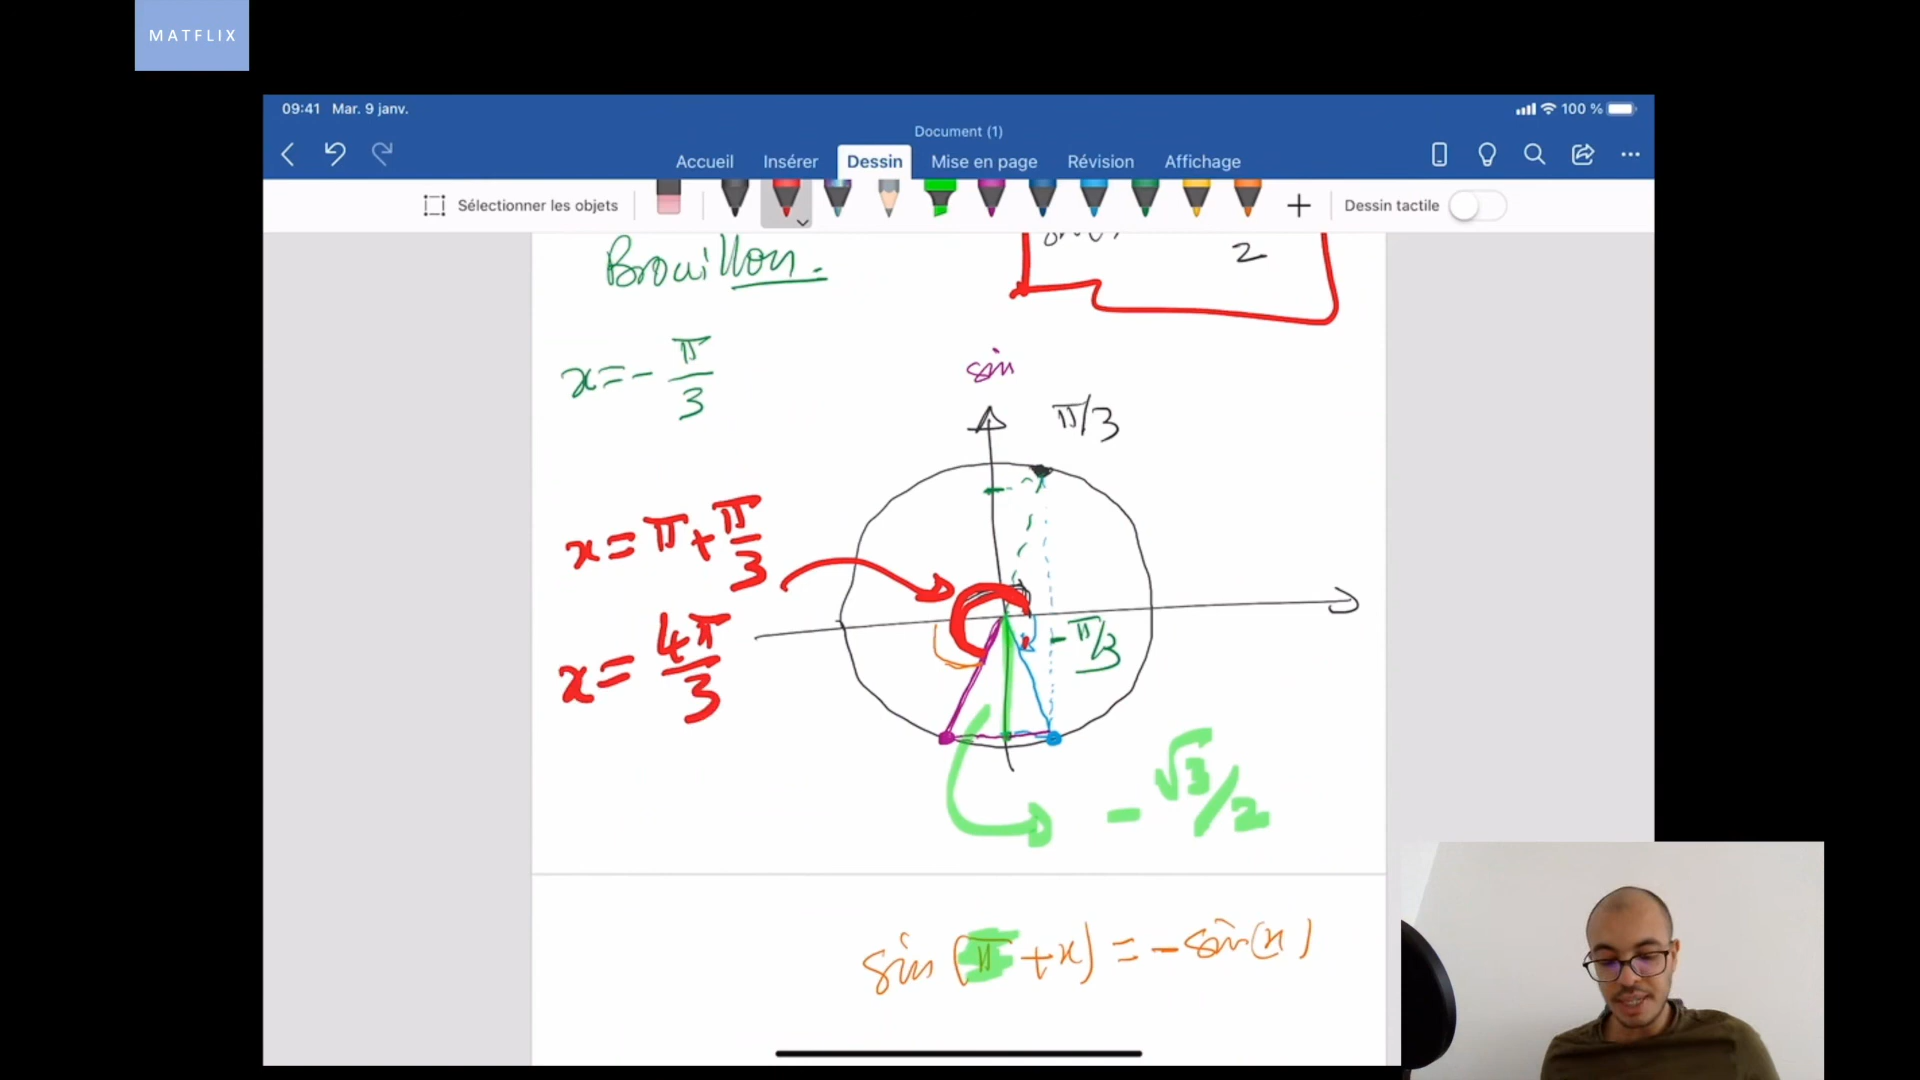 MATFLIX
09:41 Mar. 9 janv.
100 %
Document (1)
Accueil Insérer Dessin Mise en page Révision Affichage
Sélectionner les objets
Dessin tactile
Brouillon.
2
x = - π/3
sin
π/3
x = π + π/3
x = 4π/3
- π/3
- √3/2
sin(π + x) = - sin(x)